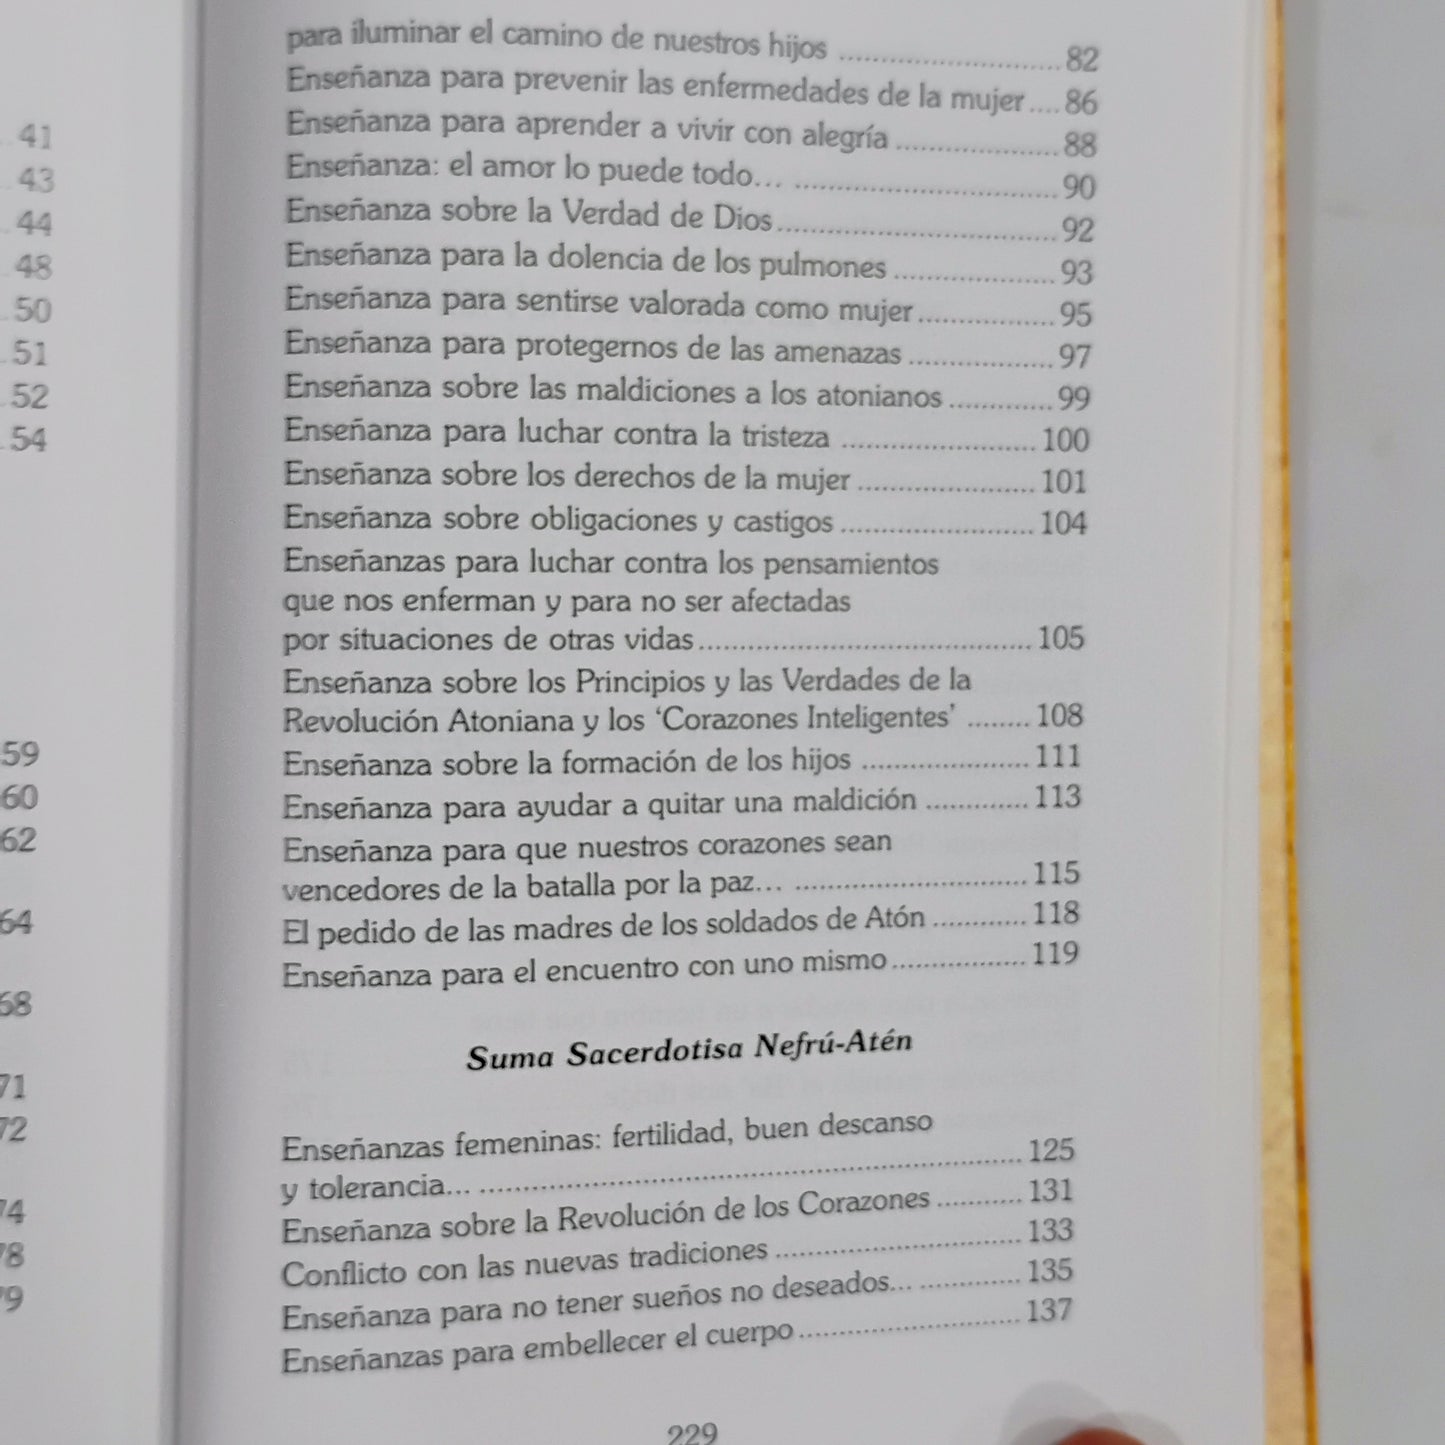 41
43
44
48
50
51
52
54
59
60
62
64
68
71
72
74
78
79
para iluminar el camino de nuestros hijos ........................... 82
Enseñanza para prevenir las enfermedades de la mujer .... 86
Enseñanza para aprender a vivir con alegría .................... 88
Enseñanza: el amor lo puede todo... ................................ 90
Enseñanza sobre la Verdad de Dios .................................. 92
Enseñanza para la dolencia de los pulmones .................... 93
Enseñanza para sentirse valorada como mujer ................. 95
Enseñanza para protegernos de las amenazas .................. 97
Enseñanza sobre las maldiciones a los atonianos ............. 99
Enseñanza para luchar contra la tristeza ........................ 100
Enseñanza sobre los derechos de la mujer ...................... 101
Enseñanza sobre obligaciones y castigos ........................ 104
Enseñanzas para luchar contra los pensamientos
que nos enferman y para no ser afectadas
por situaciones de otras vidas ......................................... 105
Enseñanza sobre los Principios y las Verdades de la
Revolución Atoniana y los ‘Corazones Inteligentes’ ........ 108
Enseñanza sobre la formación de los hijos ..................... 111
Enseñanza para ayudar a quitar una maldición ............. 113
Enseñanza para que nuestros corazones sean
vencedores de la batalla por la paz... ............................. 115
El pedido de las madres de los soldados de Atón ............ 118
Enseñanza para el encuentro con uno mismo ................. 119
Suma Sacerdotisa Nefrú-Atén
Enseñanzas femeninas: fertilidad, buen descanso
y tolerancia... .................................................................. 125
Enseñanza sobre la Revolución de los Corazones ........... 131
Conflicto con las nuevas tradiciones ............................... 133
Enseñanza para no tener sueños no deseados... ............. 135
Enseñanzas para embellecer el cuerpo ........................... 137
229